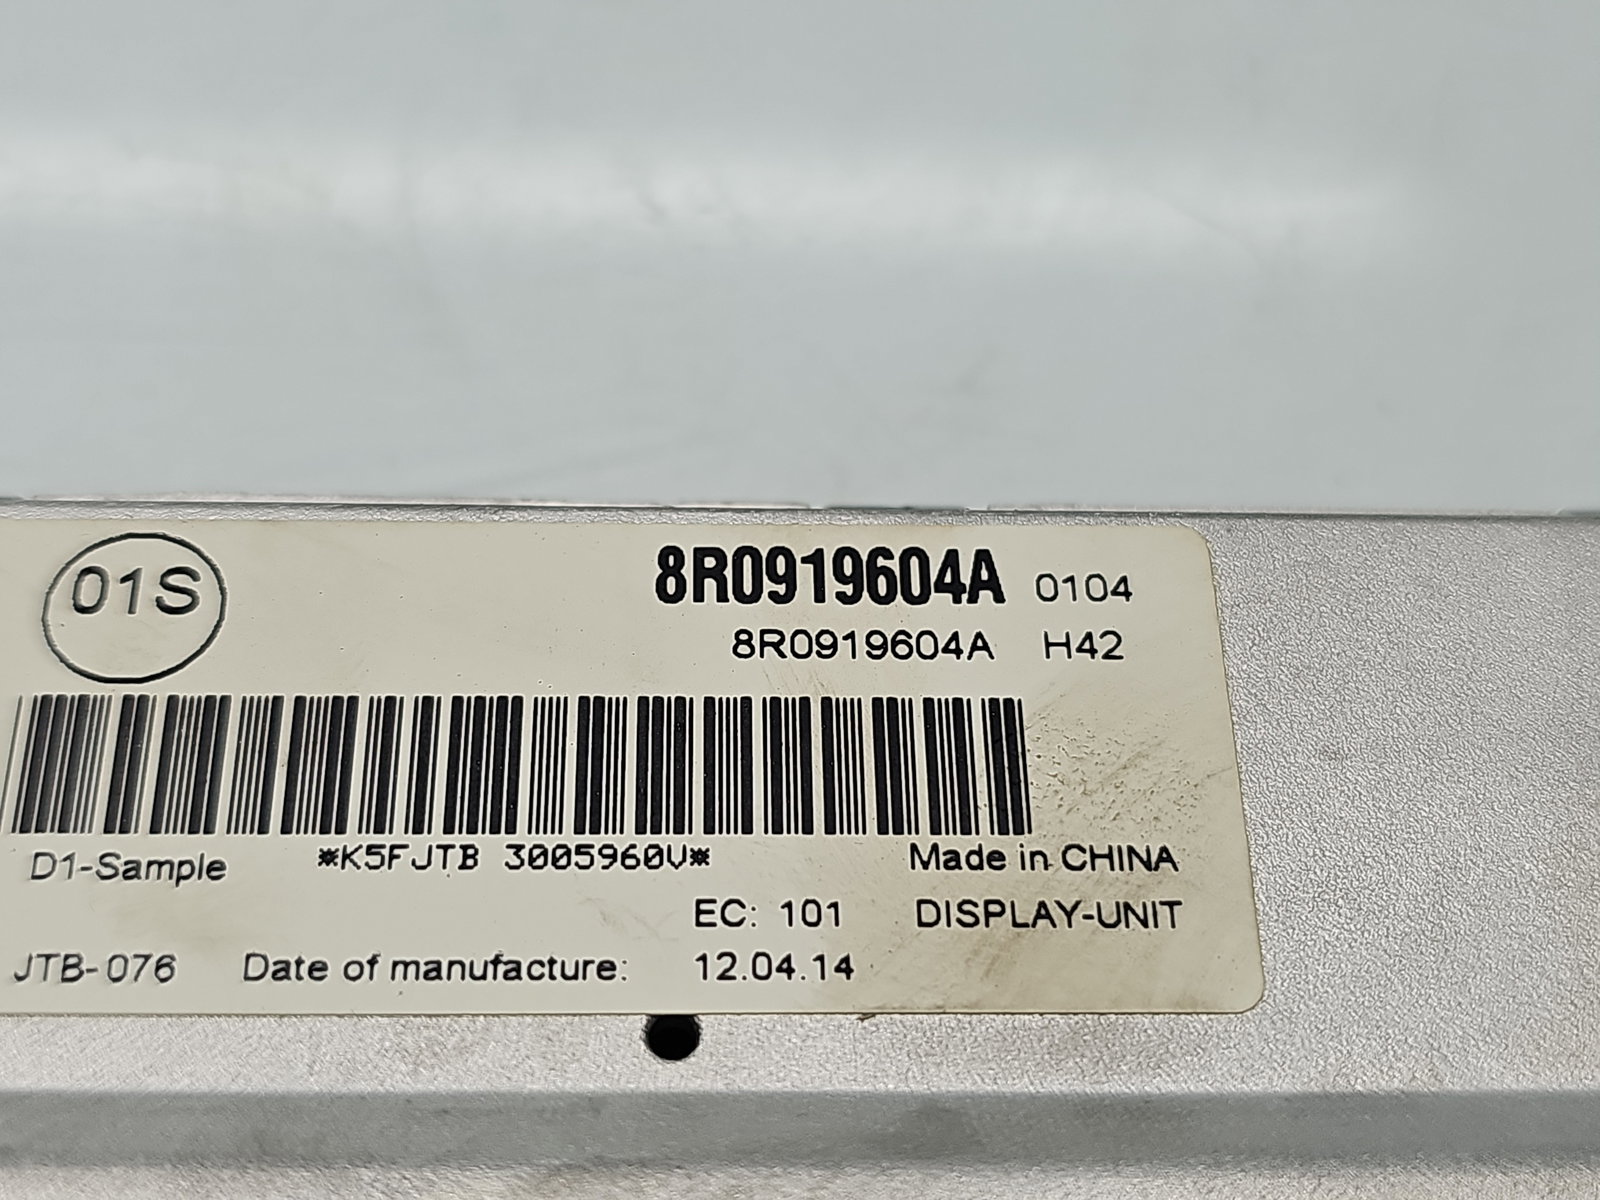 01S
8R0919604A 0104
8R0919604A H42
D1-Sample *K5FJTB 3005960V* Made in CHINA
EC: 101 DISPLAY-UNIT
JTB-076 Date of manufacture: 12.04.14